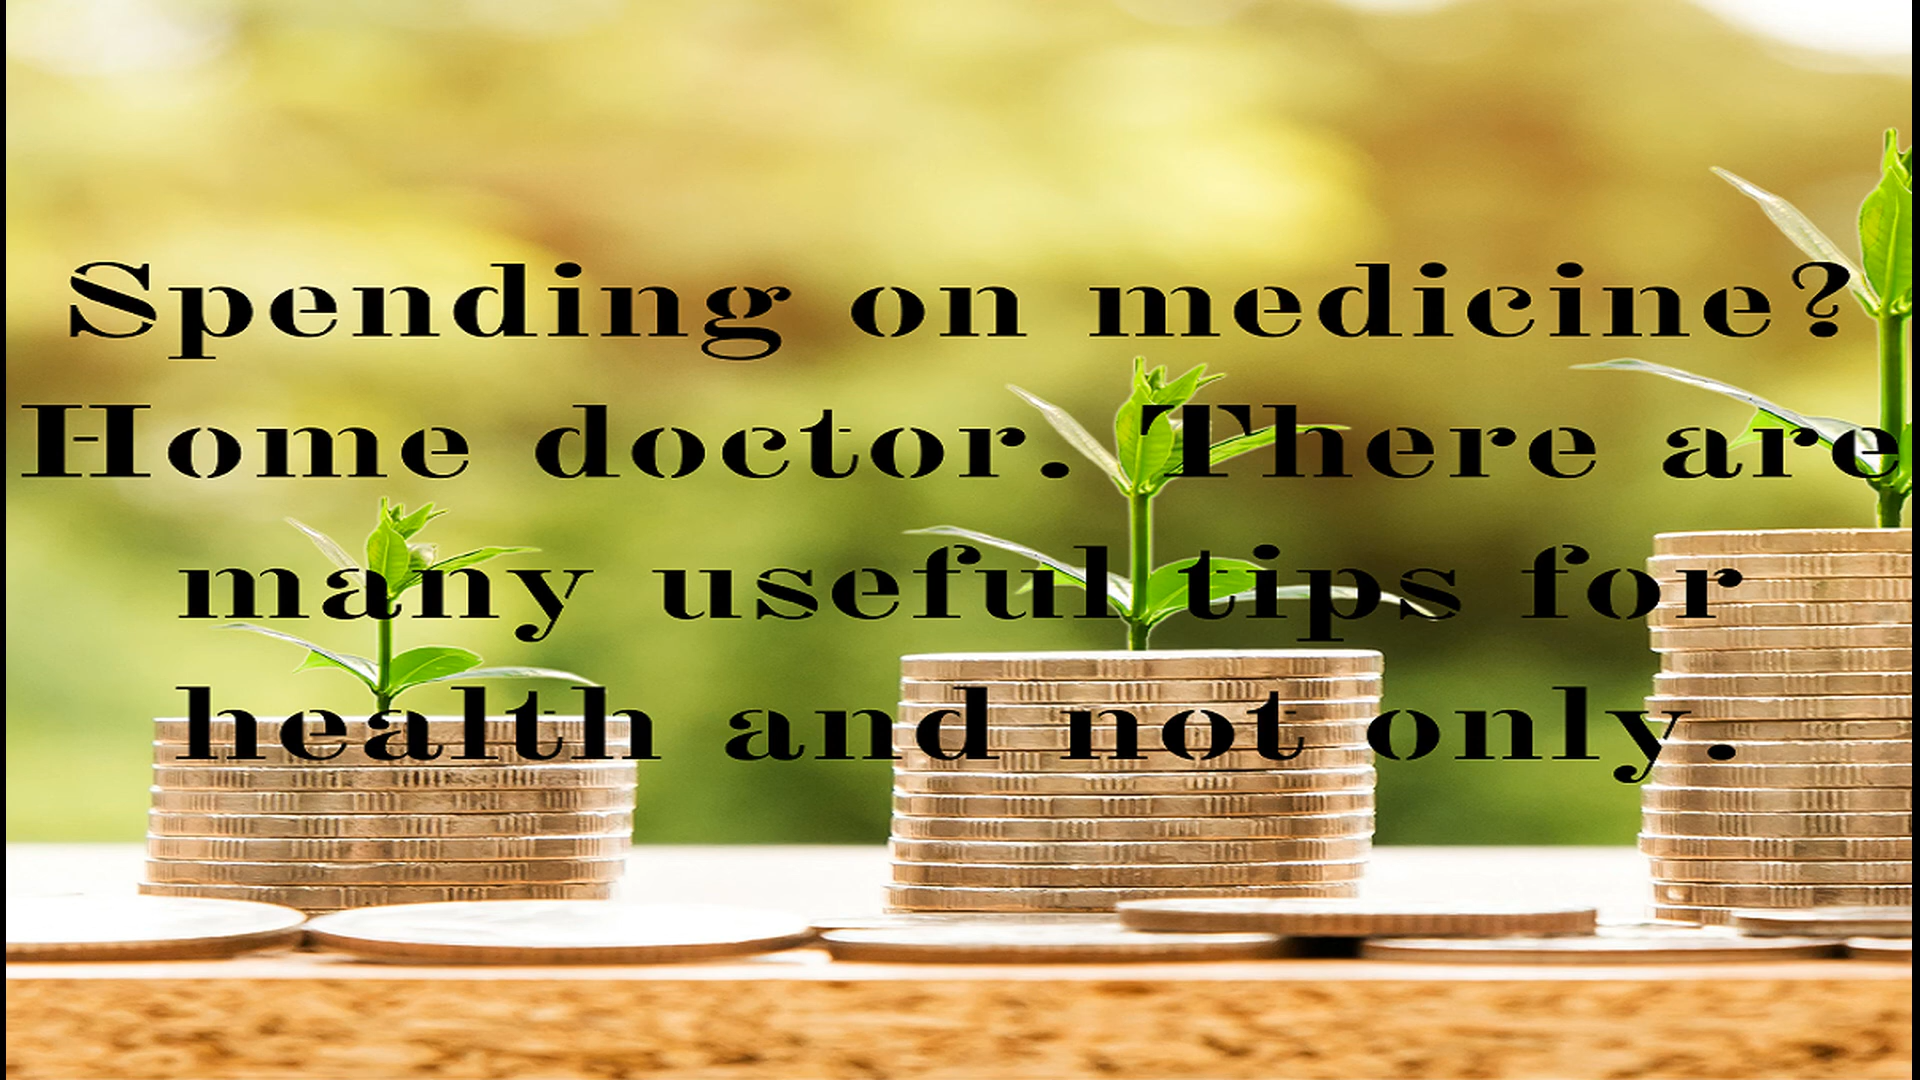 Spending on medicine?
Home doctor. There are
many useful tips for
health and not only.